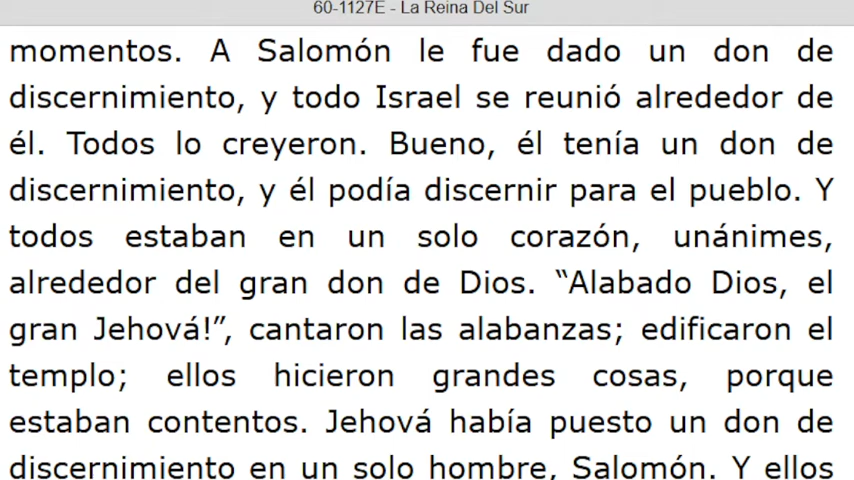 60-1127E - La Reina Del Sur
momentos. A Salomón le fue dado un don de
discernimiento, y todo Israel se reunió alrededor de
él. Todos lo creyeron. Bueno, él tenía un don de
discernimiento, y él podía discernir para el pueblo. Y
todos estaban en un solo corazón, unánimes,
alrededor del gran don de Dios. “Alabado Dios, el
gran Jehová!”, cantaron las alabanzas; edificaron el
templo; ellos hicieron grandes cosas, porque
estaban contentos. Jehová había puesto un don de
discernimiento en un solo hombre, Salomón. Y ellos